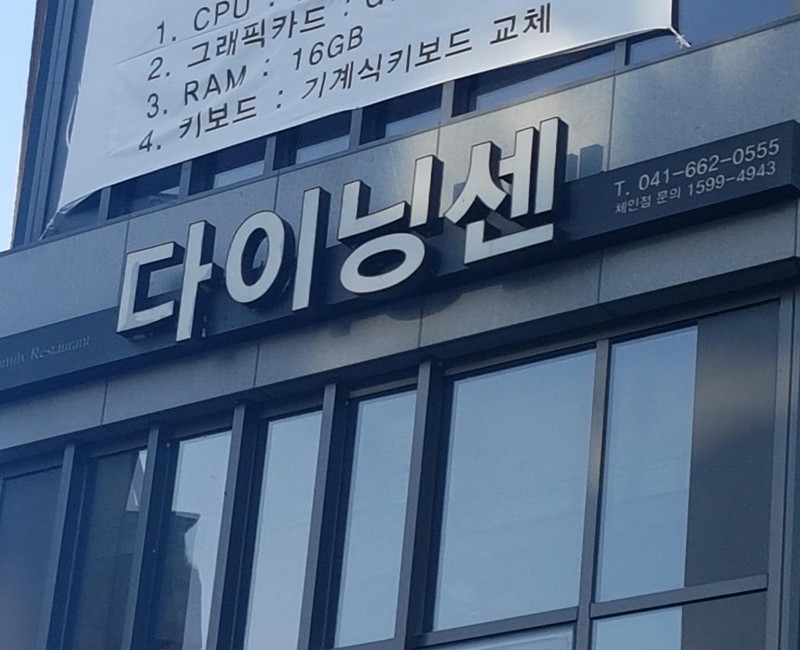 1. CPU :
2. 그래픽카드 : G
3. RAM : 16GB
4. 키보드 : 기계식키보드 교체
다이닝센
T. 041-662-0555
체인점 문의 1599-4943
Restaurant